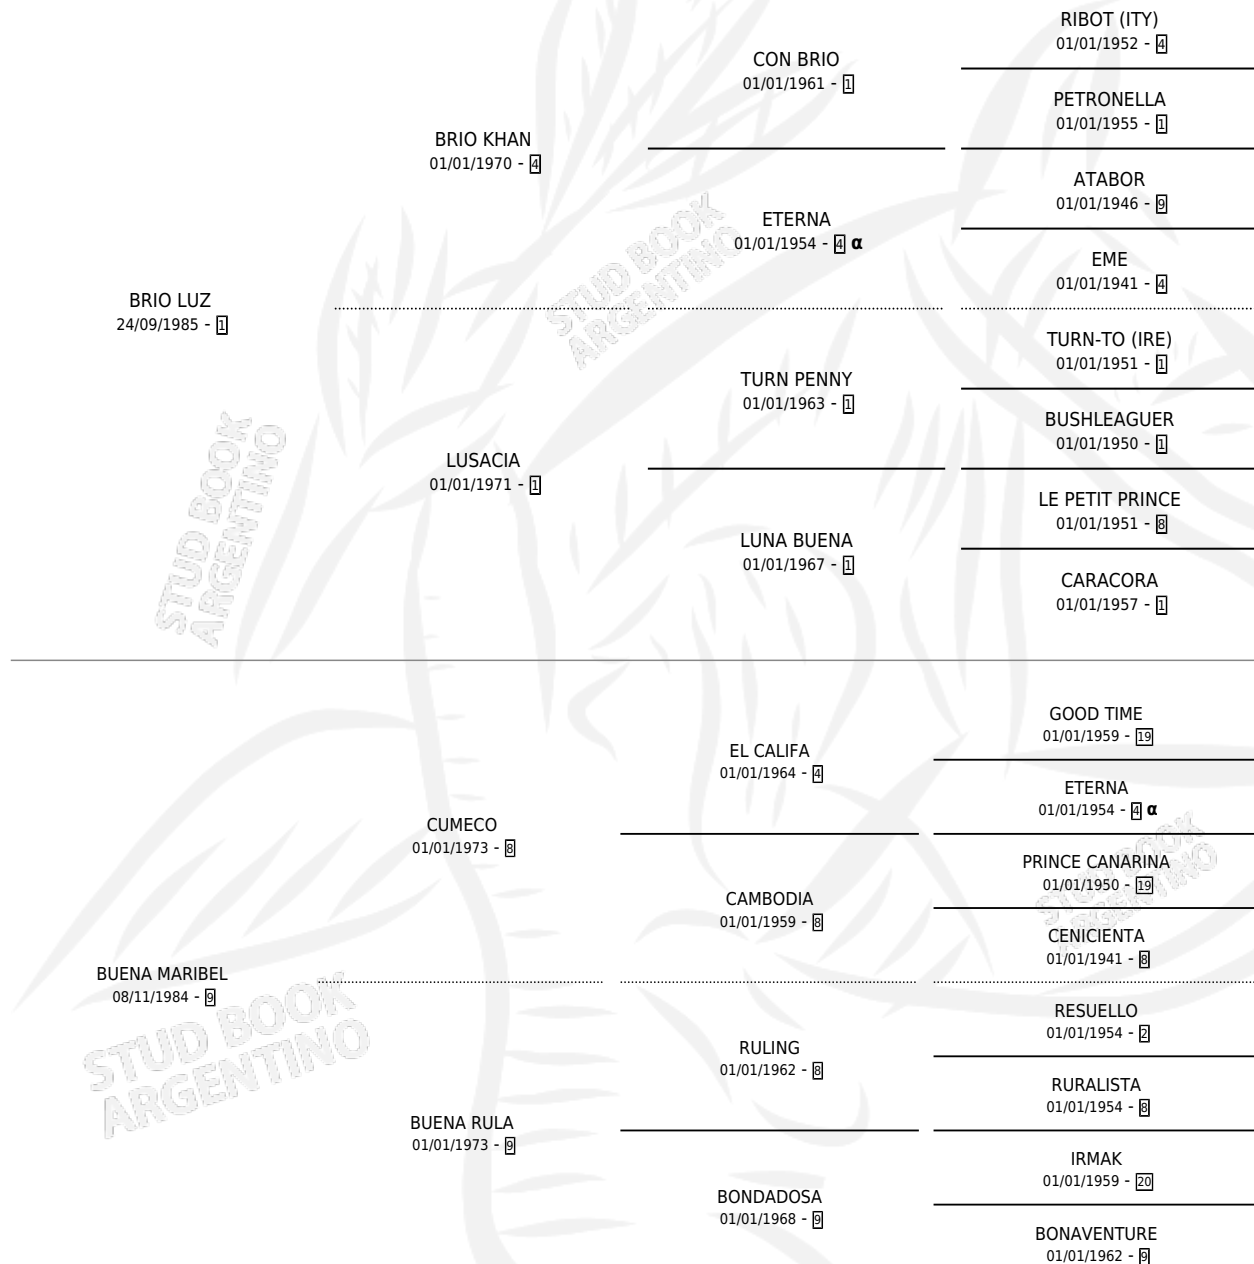 RIBOT (ITY)
01/01/1952 - 4
CON BRIO
01/01/1961 - 1
PETRONELLA
01/01/1955 - 1
BRIO KHAN
01/01/1970 - 4
ATABOR
01/01/1946 - 9
ETERNA
01/01/1954 - 4 α
EME
01/01/1941 - 4
BRIO LUZ
24/09/1985 - 1
TURN-TO (IRE)
01/01/1951 - 1
TURN PENNY
01/01/1963 - 1
BUSHLEAGUER
01/01/1950 - 1
LUSACIA
01/01/1971 - 1
LE PETIT PRINCE
01/01/1951 - 8
LUNA BUENA
01/01/1967 - 1
CARACORA
01/01/1957 - 1
GOOD TIME
01/01/1959 - 19
EL CALIFA
01/01/1964 - 4
ETERNA
01/01/1954 - 4 α
CUMECO
01/01/1973 - 8
PRINCE CANARINA
01/01/1950 - 19
CAMBODIA
01/01/1959 - 8
CENICIENTA
01/01/1941 - 8
BUENA MARIBEL
08/11/1984 - 9
RESUELLO
01/01/1954 - 2
RULING
01/01/1962 - 8
RURALISTA
01/01/1954 - 8
BUENA RULA
01/01/1973 - 9
IRMAK
01/01/1959 - 20
BONDADOSA
01/01/1968 - 9
BONAVENTURE
01/01/1962 - 9
STUD BOOK
ARGENTINO
STUD BOOK
ARGENTINO
STUD BOOK
ARGENTINO
STUD BOOK
ARGENTINO